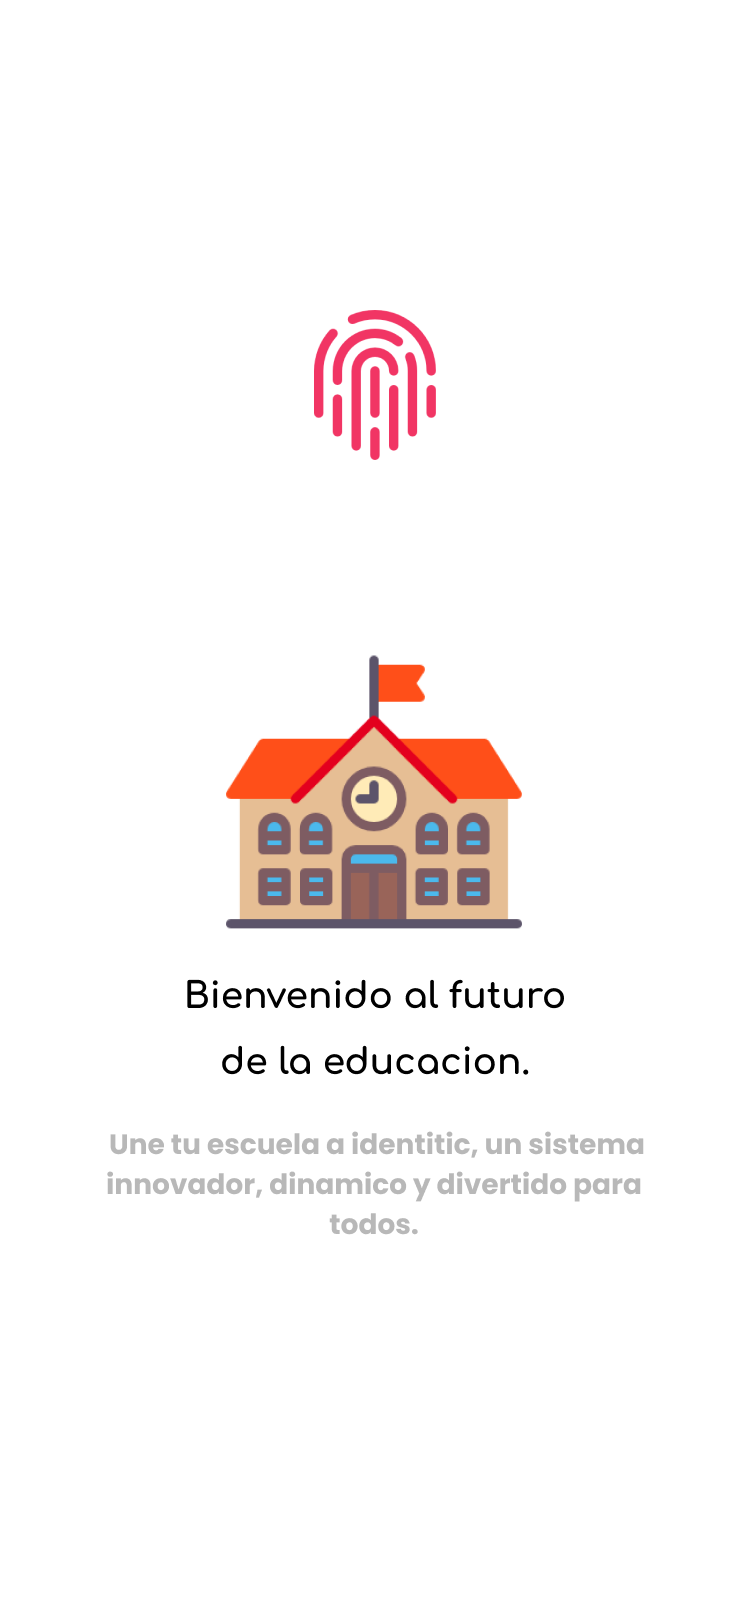 Bienvenido al futuro
de la educacion.
Une tu escuela a identitic, un sistema
innovador, dinamico y divertido para
todos.